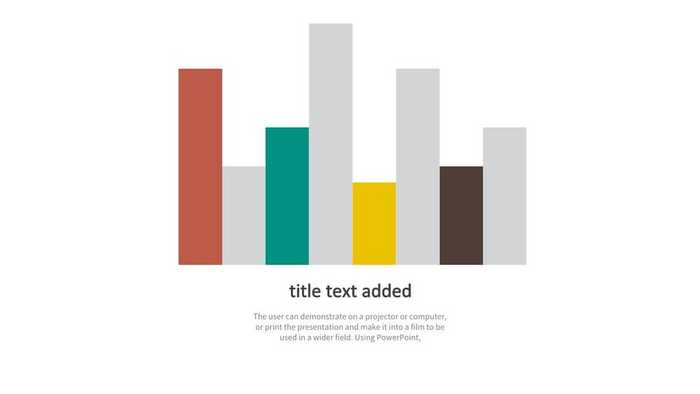 title text added
The user can demonstrate on a projector or computer,
or print the presentation and make it into a film to be
used in a wider field. Using PowerPoint,